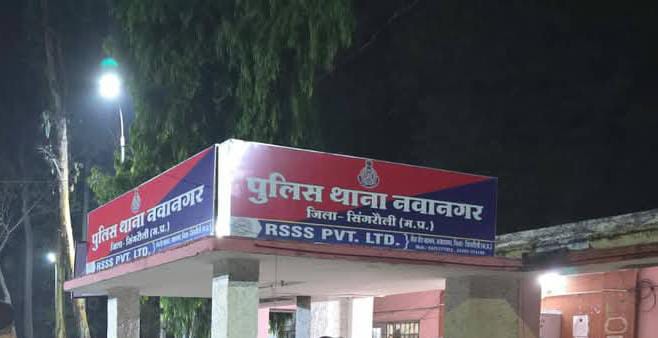 पुलिस थाना नवानगर
जिला- सिंगरौली (म.प्र.)
RSSS PVT. LTD.
पुलिस थाना नवानगर
जिला- सिंगरौली (म.प्र.)
RSSS PVT. LTD.